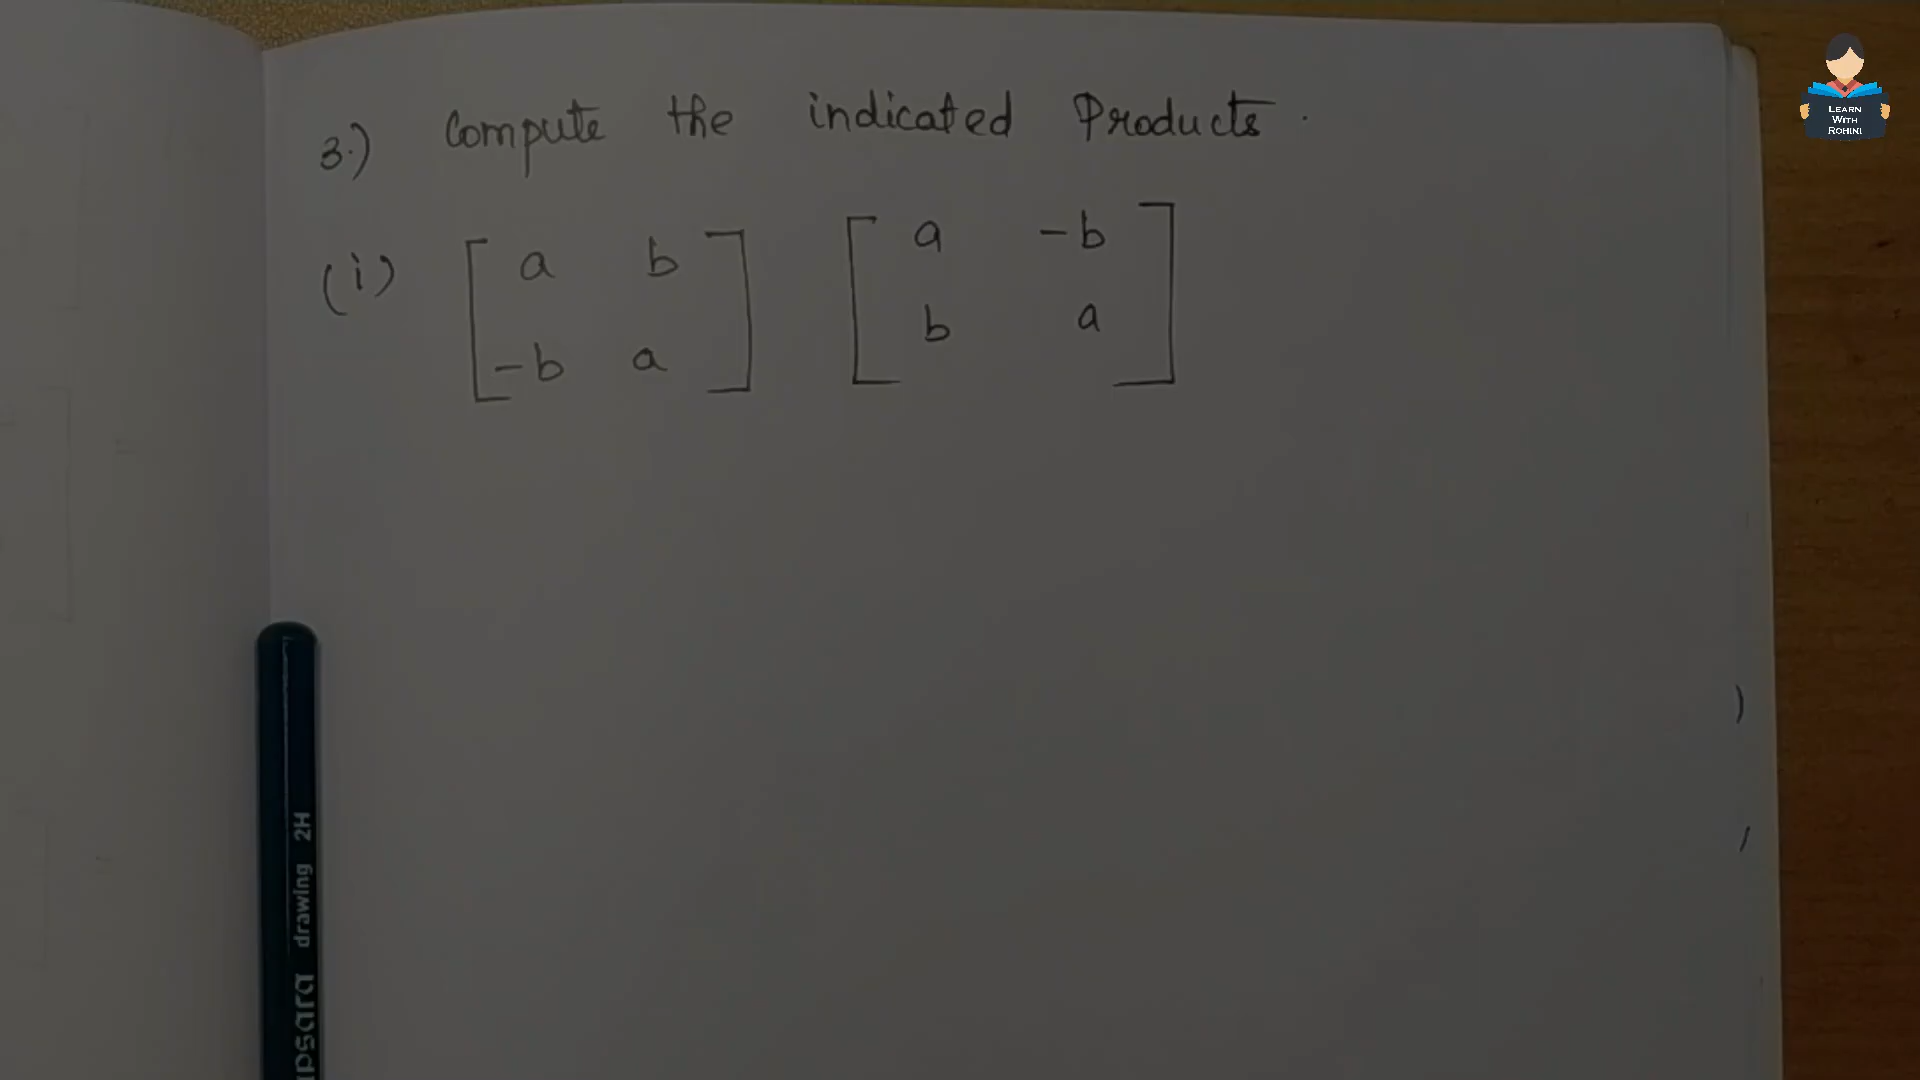 3.) Compute the indicated Products.
(i) [ a b ] [ a -b ]
[ -b a ] [ b a ]
LEARN
WITH
ROHINI
apsara drawing 2H